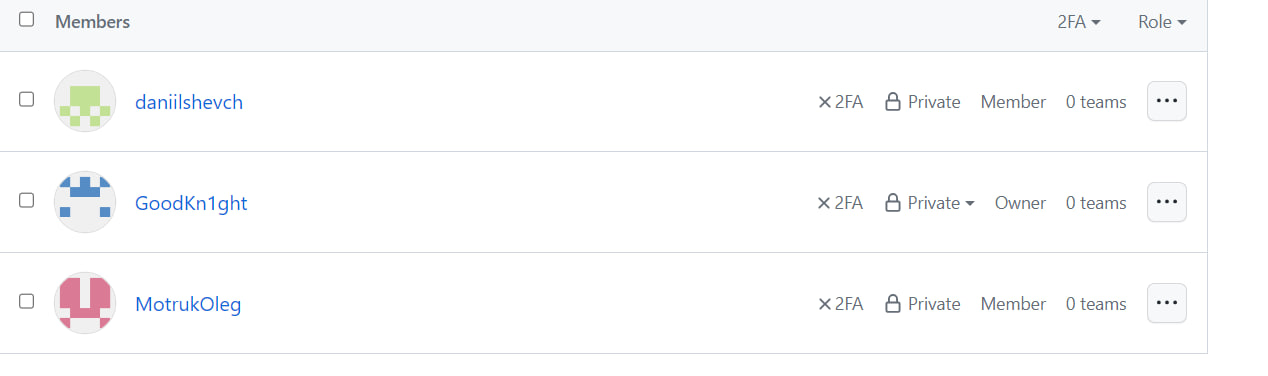 Members 2FA Role
daniilshevch 2FA Private Member 0 teams
GoodKn1ght 2FA Private Owner 0 teams
MotrukOleg 2FA Private Member 0 teams